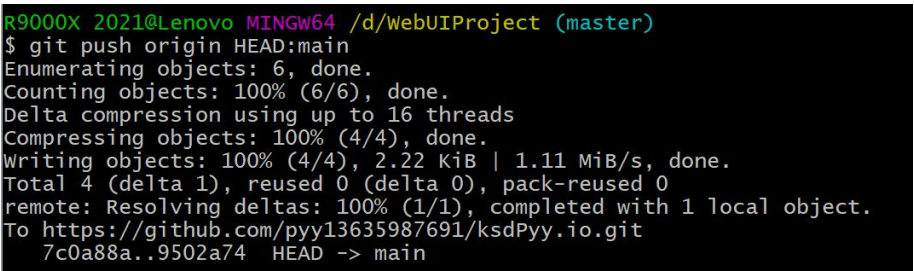 R9000X 2021@Lenovo MINGW64 /d/WebUIProject (master)
$ git push origin HEAD:main
Enumerating objects: 6, done.
Counting objects: 100% (6/6), done.
Delta compression using up to 16 threads
Compressing objects: 100% (4/4), done.
Writing objects: 100% (4/4), 2.22 KiB | 1.11 MiB/s, done.
Total 4 (delta 1), reused 0 (delta 0), pack-reused 0
remote: Resolving deltas: 100% (1/1), completed with 1 local object.
To https://github.com/pyy13635987691/ksdPyy.io.git
   7c0a88a..9502a74  HEAD -> main